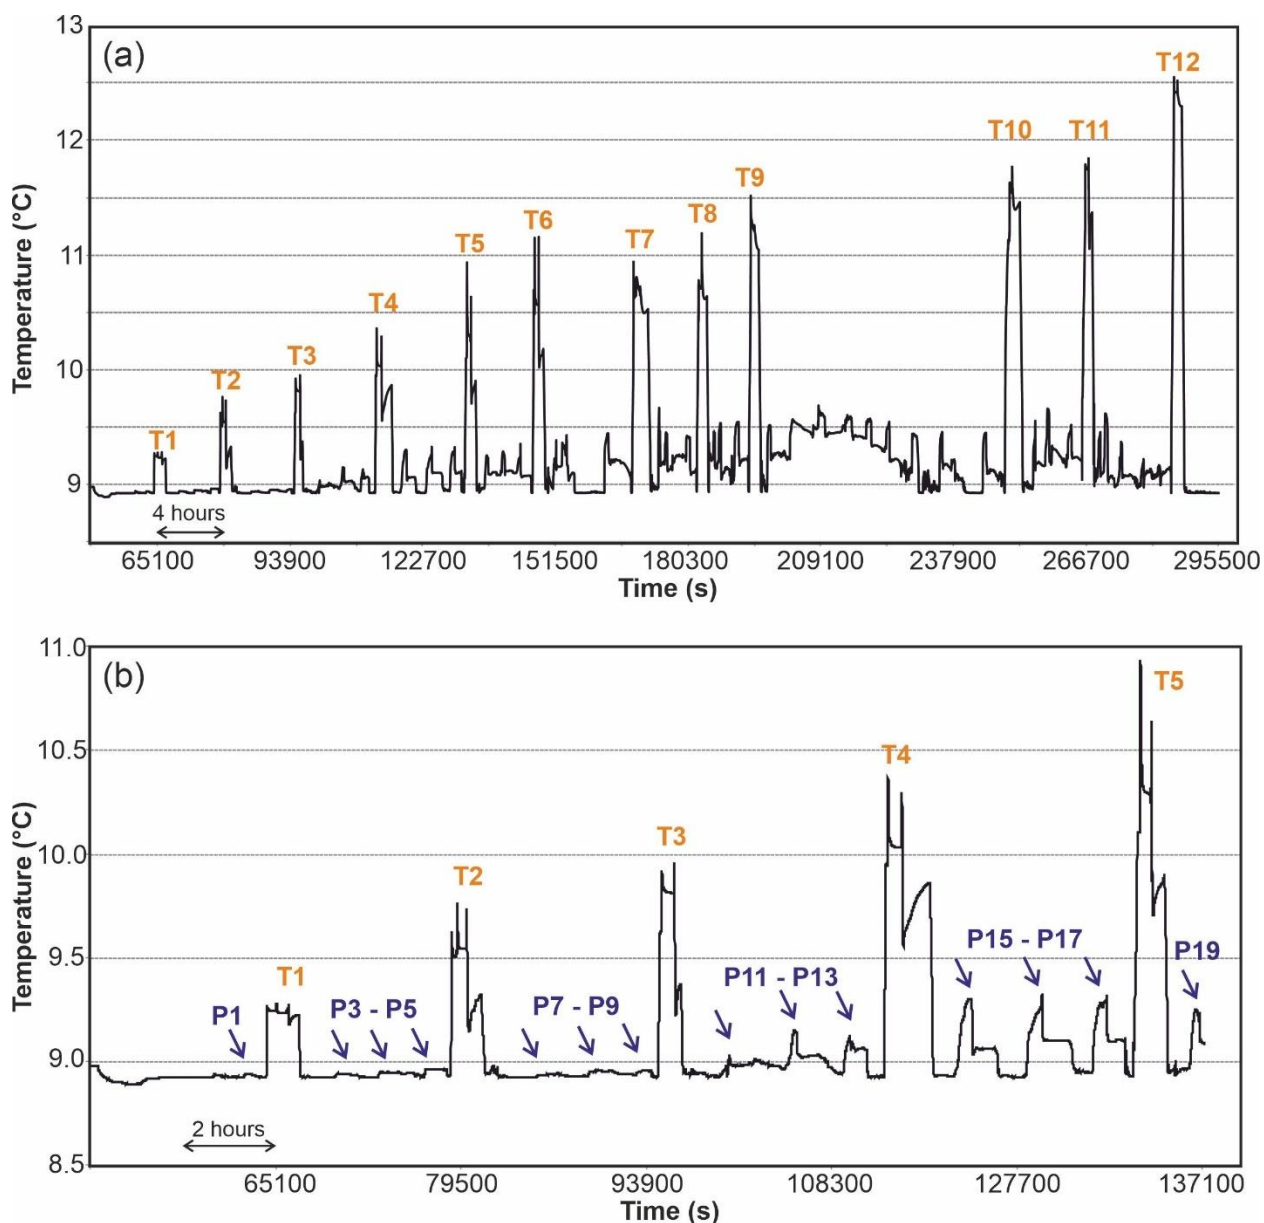 (a)
13
12
11
10
9
Temperature (°C)
T1
T2
T3
T4
T5
T6
T7
T8
T9
T10
T11
T12
4 hours
65100 93900 122700 151500 180300 209100 237900 266700 295500
Time (s)
(b)
11.0
10.5
10.0
9.5
9.0
8.5
Temperature (°C)
T1
T2
T3
T4
T5
P1
P3 - P5
P7 - P9
P11 - P13
P15 - P17
P19
2 hours
65100 79500 93900 108300 127700 137100
Time (s)